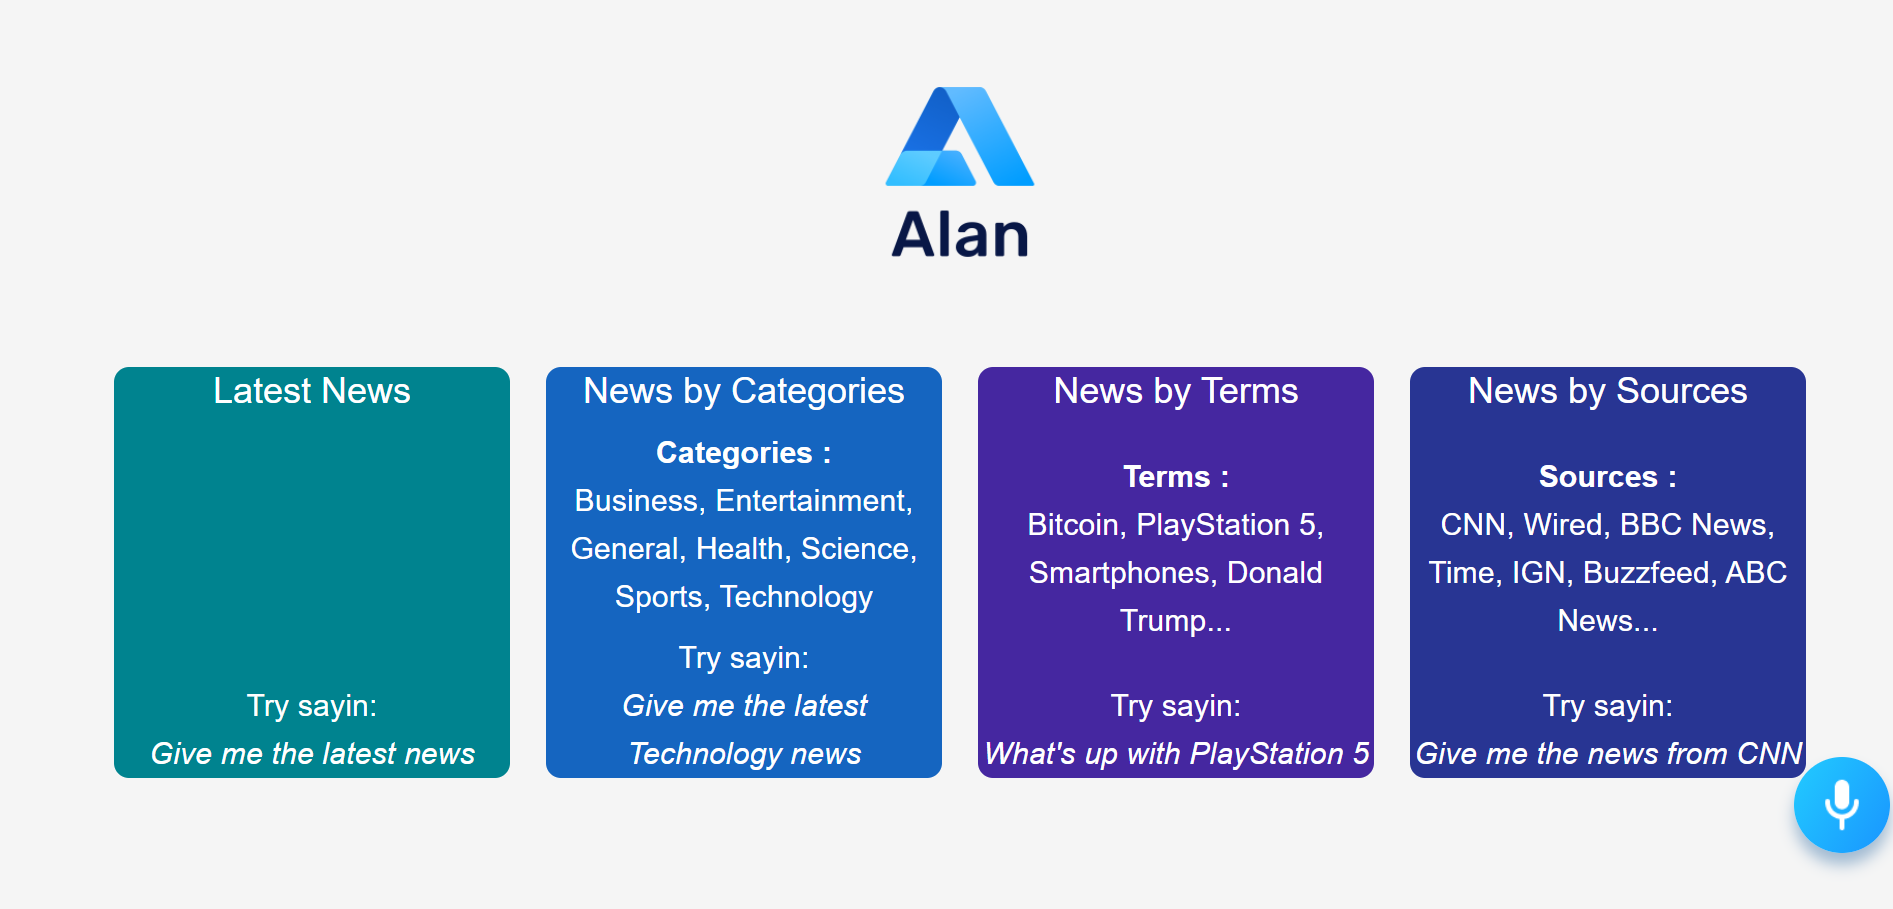 Alan
Latest News
Try sayin:
Give me the latest news
News by Categories
Categories :
Business, Entertainment,
General, Health, Science,
Sports, Technology
Try sayin:
Give me the latest
Technology news
News by Terms
Terms :
Bitcoin, PlayStation 5,
Smartphones, Donald
Trump...
Try sayin:
What's up with PlayStation 5
News by Sources
Sources :
CNN, Wired, BBC News,
Time, IGN, Buzzfeed, ABC
News...
Try sayin:
Give me the news from CNN